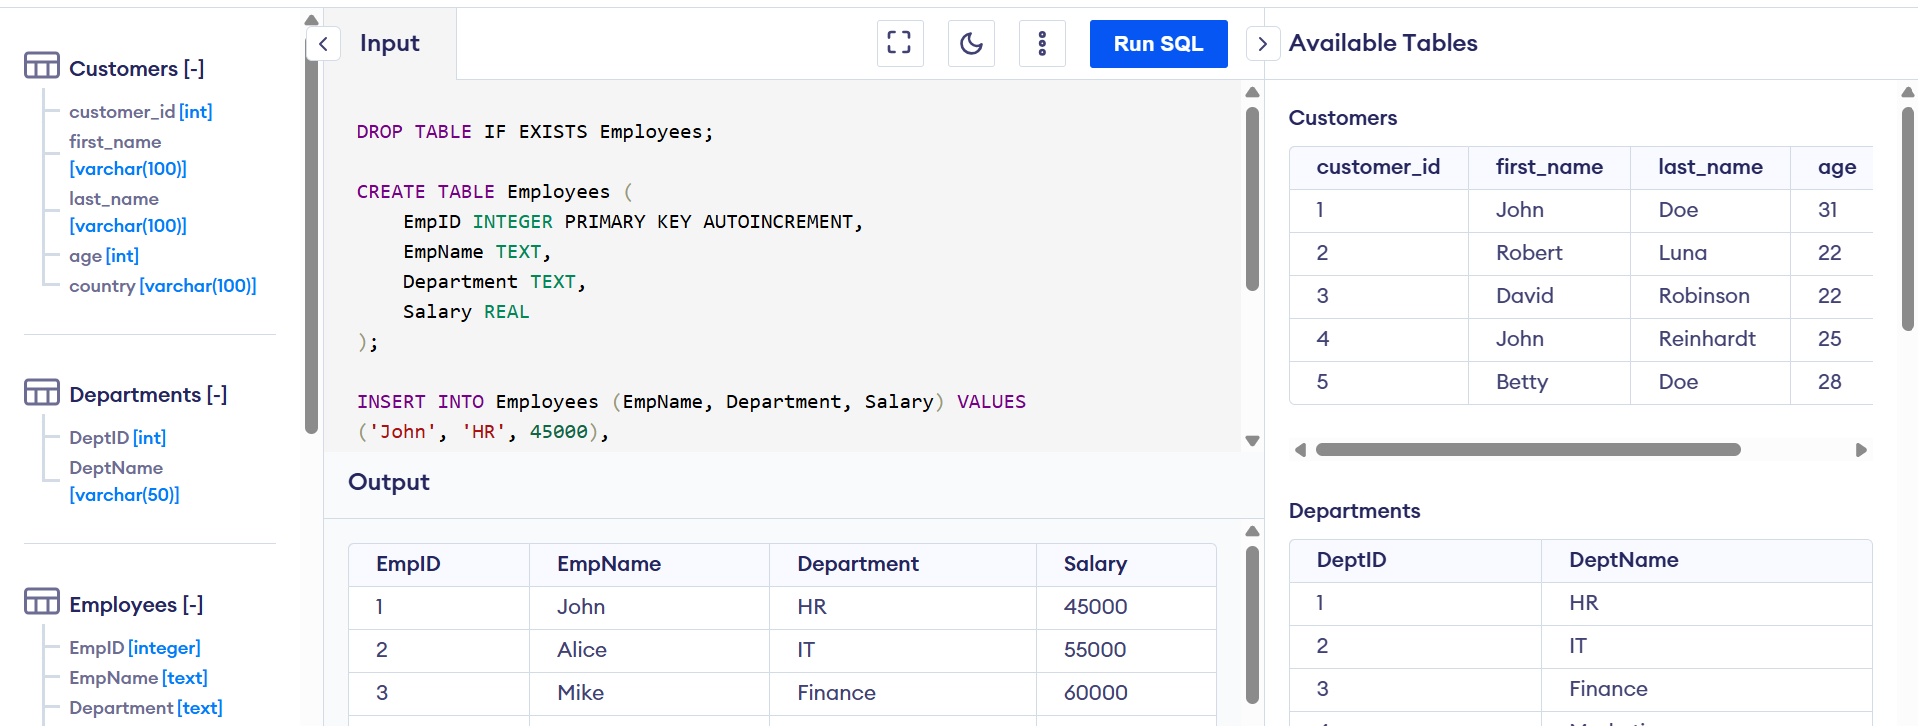 Customers [-]
customer_id [int]
first_name
[varchar(100)]
last_name
[varchar(100)]
age [int]
country [varchar(100)]
Departments [-]
DeptID [int]
DeptName
[varchar(50)]
Employees [-]
EmpID [integer]
EmpName [text]
Department [text]
Input
Run SQL
DROP TABLE IF EXISTS Employees;
CREATE TABLE Employees (
EmpID INTEGER PRIMARY KEY AUTOINCREMENT,
EmpName TEXT,
Department TEXT,
Salary REAL
);
INSERT INTO Employees (EmpName, Department, Salary) VALUES
('John', 'HR', 45000),
Output
EmpID EmpName Department Salary
1 John HR 45000
2 Alice IT 55000
3 Mike Finance 60000
Available Tables
Customers
customer_id first_name last_name age
1 John Doe 31
2 Robert Luna 22
3 David Robinson 22
4 John Reinhardt 25
5 Betty Doe 28
Departments
DeptID DeptName
1 HR
2 IT
3 Finance